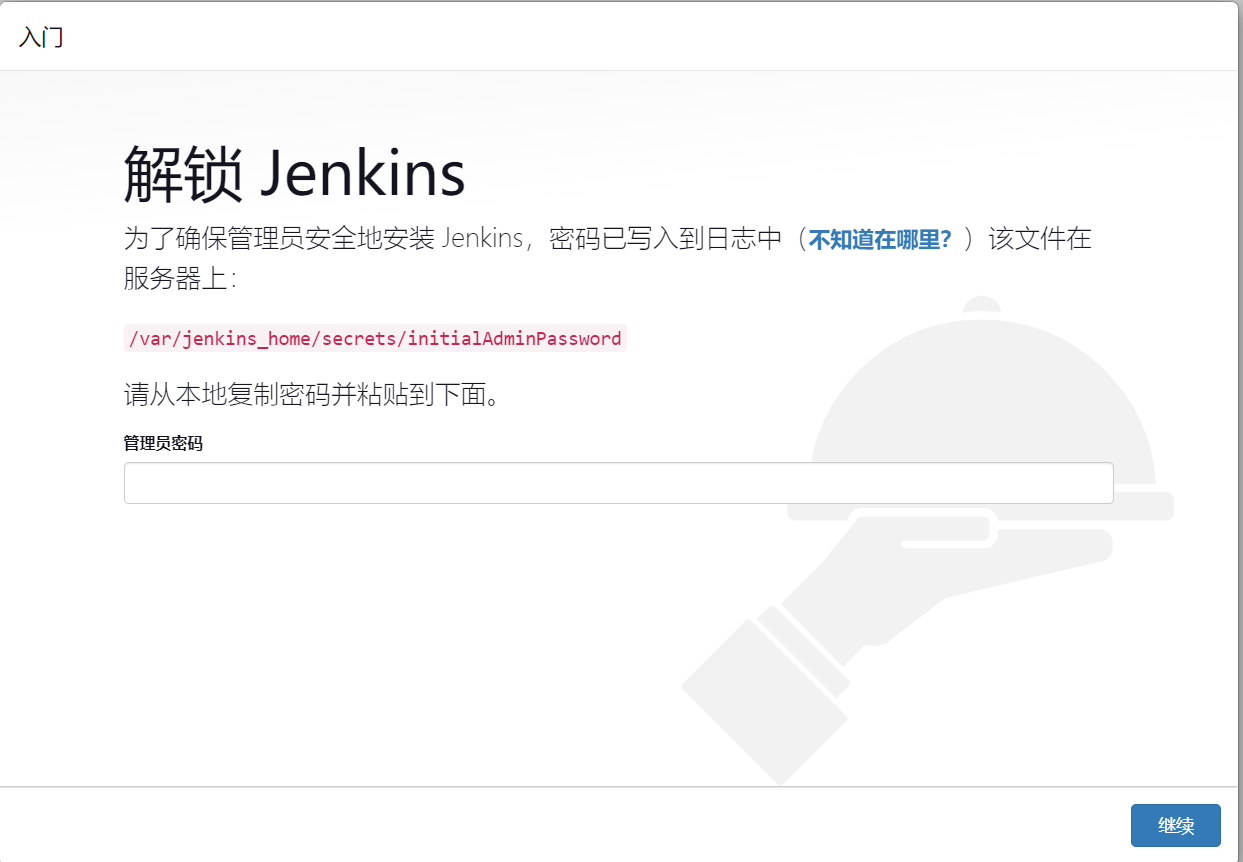 入门
解锁 Jenkins
为了确保管理员安全地安装 Jenkins，密码已写入到日志中（不知道在哪里？）该文件在
服务器上：
/var/jenkins_home/secrets/initialAdminPassword
请从本地复制密码并粘贴到下面。
管理员密码
继续